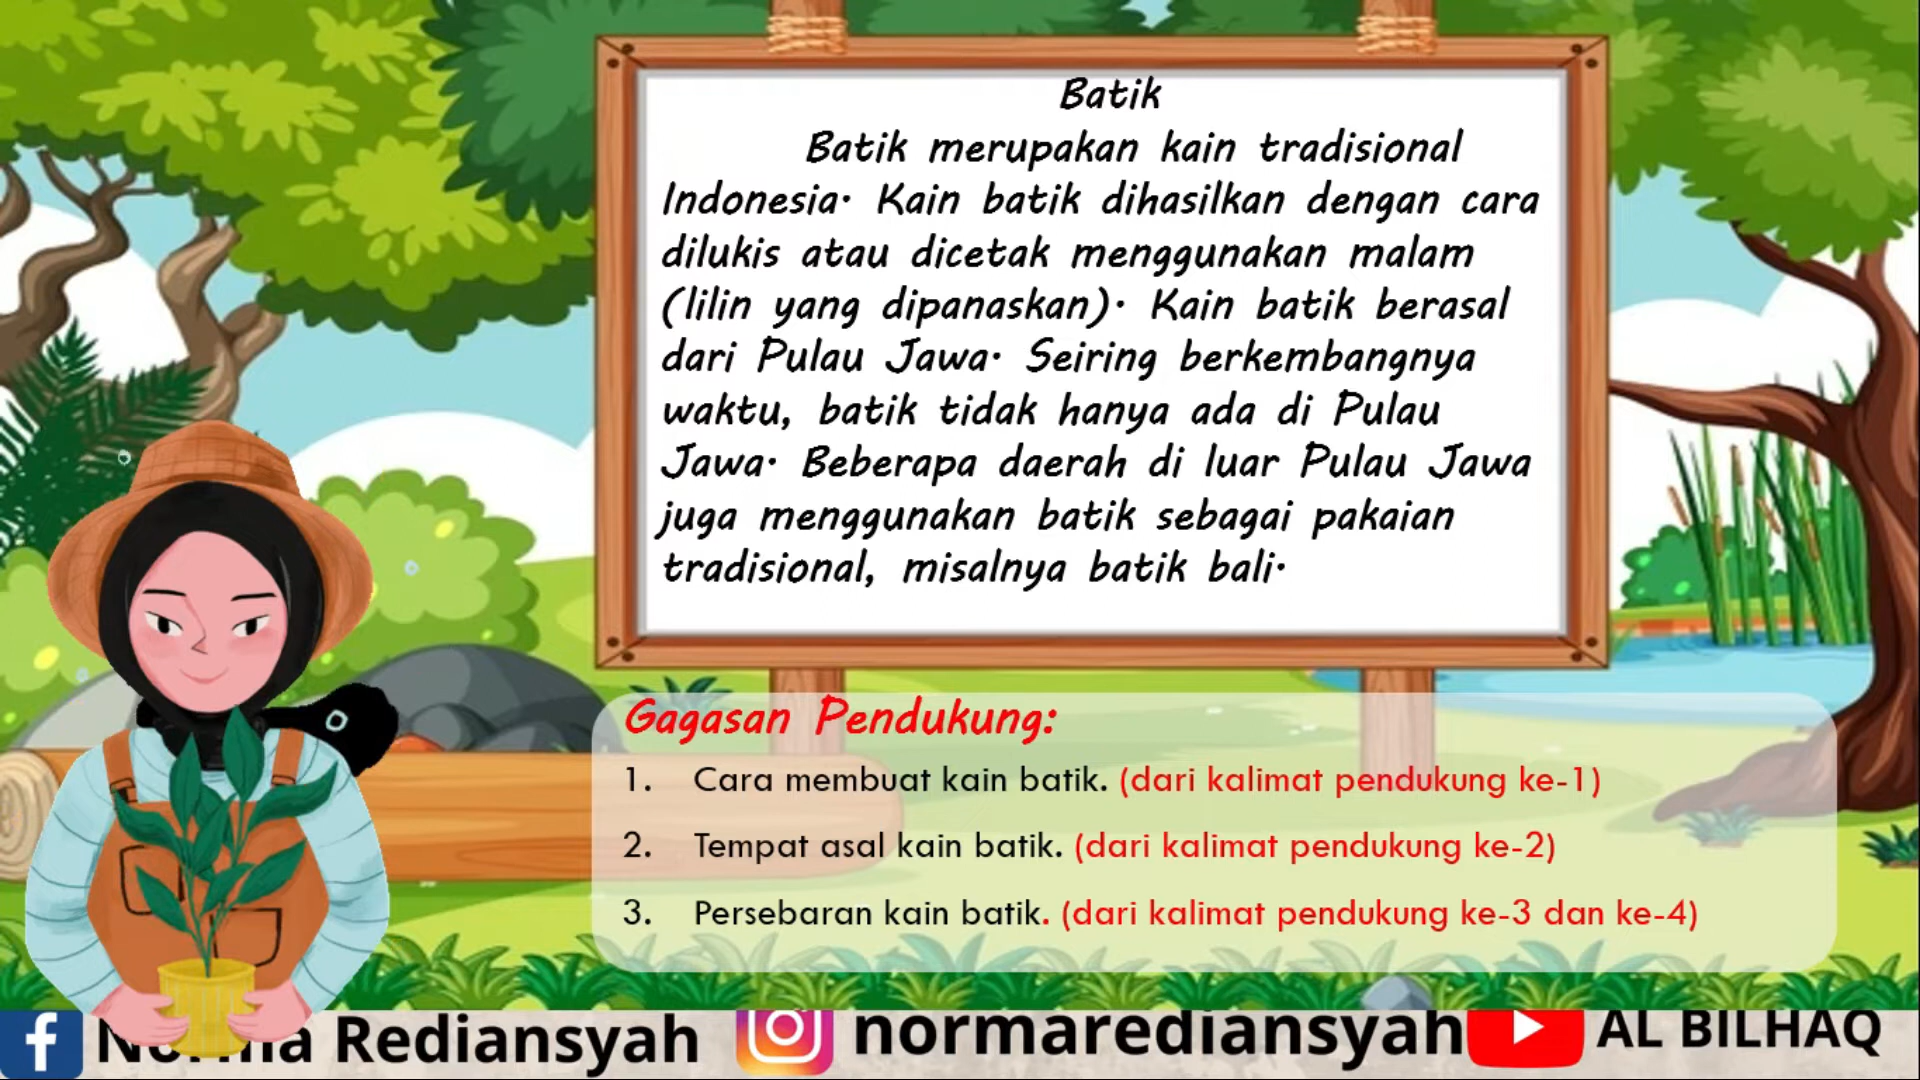 Batik
Batik merupakan kain tradisional
Indonesia. Kain batik dihasilkan dengan cara
dilukis atau dicetak menggunakan malam
(lilin yang dipanaskan). Kain batik berasal
dari Pulau Jawa. Seiring berkembangnya
waktu, batik tidak hanya ada di Pulau
Jawa. Beberapa daerah di luar Pulau Jawa
juga menggunakan batik sebagai pakaian
tradisional, misalnya batik bali.
Gagasan Pendukung:
1. Cara membuat kain batik. (dari kalimat pendukung ke-1)
2. Tempat asal kain batik. (dari kalimat pendukung ke-2)
3. Persebaran kain batik. (dari kalimat pendukung ke-3 dan ke-4)
Norma Rediansyah normarediansyah AL BILHAQ